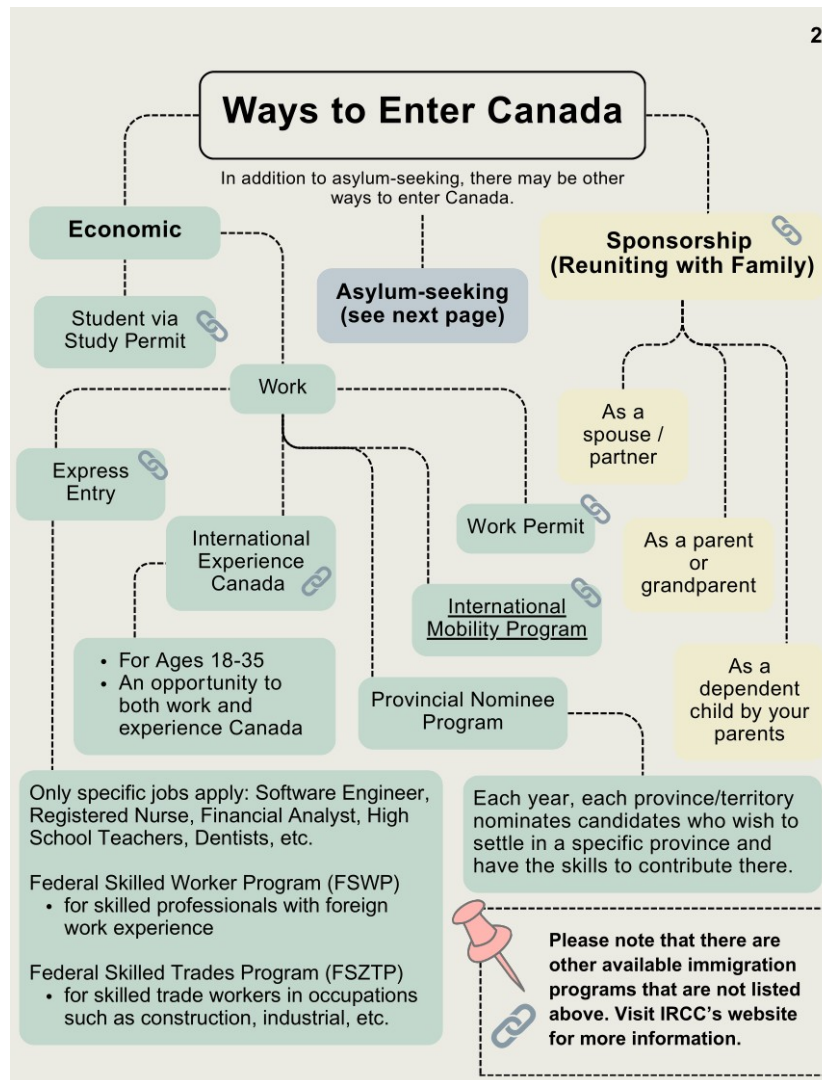 2
Ways to Enter Canada
In addition to asylum-seeking, there may be other
ways to enter Canada.
Economic
Asylum-seeking
(see next page)
Sponsorship
(Reuniting with Family)
Student via
Study Permit
Work
As a
spouse /
partner
Express
Entry
International
Experience
Canada
Work Permit
As a parent
or
grandparent
International
Mobility Program
• For Ages 18-35
• An opportunity to
both work and
experience Canada
Provincial Nominee
Program
As a
dependent
child by your
parents
Only specific jobs apply: Software Engineer,
Registered Nurse, Financial Analyst, High
School Teachers, Dentists, etc.
Federal Skilled Worker Program (FSWP)
• for skilled professionals with foreign
work experience
Federal Skilled Trades Program (FSZTP)
• for skilled trade workers in occupations
such as construction, industrial, etc.
Each year, each province/territory
nominates candidates who wish to
settle in a specific province and
have the skills to contribute there.
Please note that there are
other available immigration
programs that are not listed
above. Visit IRCC's website
for more information.